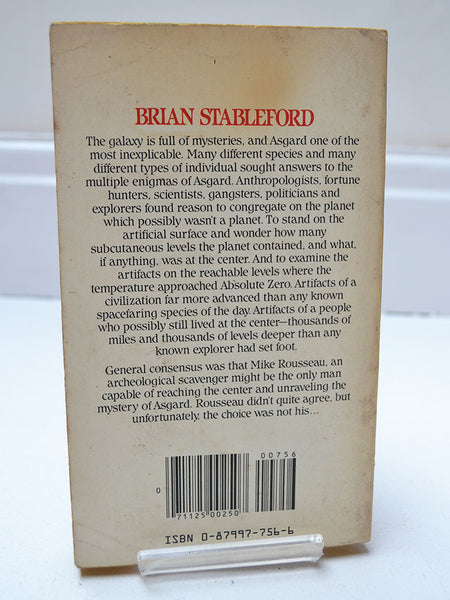 BRIAN STABLEFORD
The galaxy is full of mysteries, and Asgard one of the
most inexplicable. Many different species and many
different types of individual sought answers to the
multiple enigmas of Asgard. Anthropologists, fortune
hunters, scientists, gangsters, politicians and
explorers found reason to congregate on the planet
which possibly wasn't a planet. To stand on the
artificial surface and wonder how many
subcutaneous levels the planet contained, and what,
if anything, was at the center. And to examine the
artifacts on the reachable levels where the
temperature approached Absolute Zero. Artifacts of a
civilization far more advanced than any known
spacefaring species of the day. Artifacts of a people
who possibly still lived at the center—thousands of
miles and thousands of levels deeper than any
known explorer had set foot.
General consensus was that Mike Rousseau, an
archeological scavenger might be the only man
capable of reaching the center and unraveling the
mystery of Asgard. Rousseau didn't quite agree, but
unfortunately, the choice was not his...
00756
0
71125 00250
ISBN 0-87997-756-6